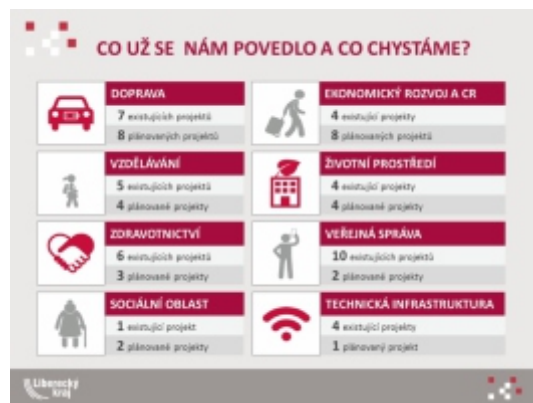 CO UŽ SE NÁM POVEDLO A CO CHYSTÁME?
DOPRAVA
7 existujících projektů
8 plánovaných projektů
EKONOMICKÝ ROZVOJ A CR
4 existující projekty
8 plánovaných projektů
VZDĚLÁVÁNÍ
5 existujících projektů
4 plánované projekty
ŽIVOTNÍ PROSTŘEDÍ
4 existující projekty
4 plánované projekty
ZDRAVOTNICTVÍ
6 existujících projektů
3 plánované projekty
VEŘEJNÁ SPRÁVA
10 existujících projektů
2 plánované projekty
SOCIÁLNÍ OBLAST
1 existující projekt
2 plánované projekty
TECHNICKÁ INFRASTRUKTURA
4 existující projekty
1 plánovaný projekt
Liberecký
kraj